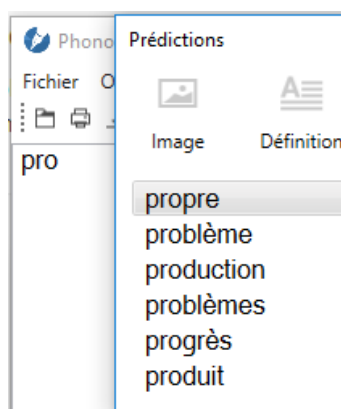 Phono
Fichier
pro
Prédictions
Image
Définition
propre
problème
production
problèmes
progrès
produit